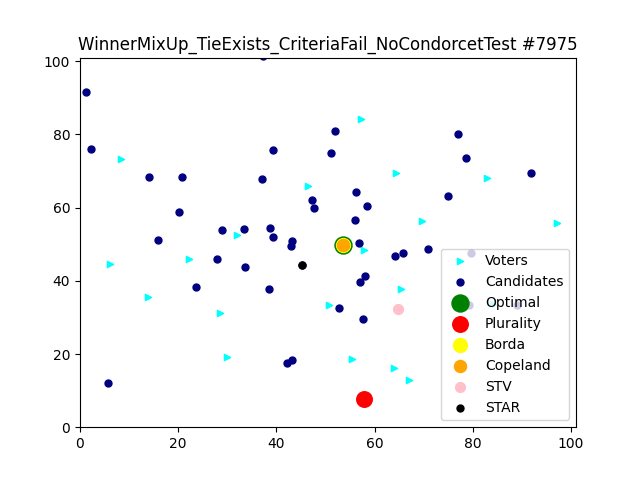 WinnerMixUp_TieExists_CriteriaFail_NoCondorcetTest #7975
100
80
60
40
20
0
0 20 40 60 80 100
Voters
Candidates
Optimal
Plurality
Borda
Copeland
STV
STAR